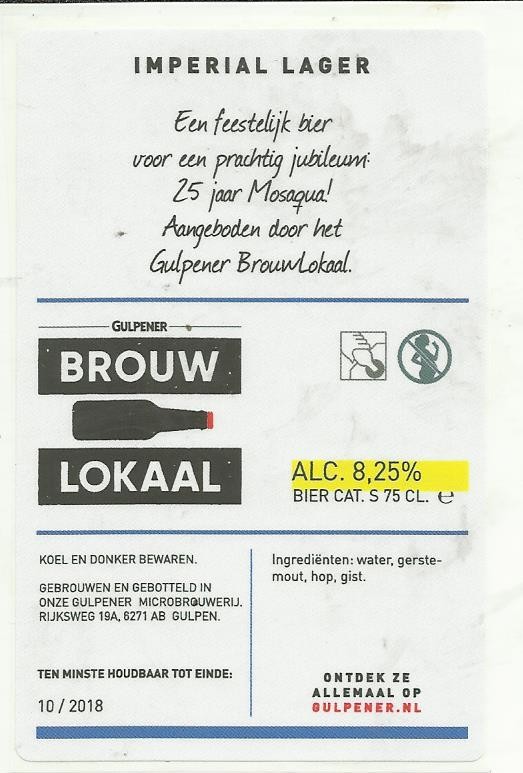 IMPERIAL LAGER
Een feestelijk bier
voor een prachtig jubileum:
25 jaar Mosaqua!
Aangeboden door het
Gulpener BrouwLokaal.
GULPENER
BROUW
LOKAAL
ALC. 8,25%
BIER CAT. S 75 CL. ℮
KOEL EN DONKER BEWAREN.
GEBROUWEN EN GEBOTTELD IN
ONZE GULPENER MICROBROUWERIJ.
RIJKSWEG 19A, 6271 AB GULPEN.
TEN MINSTE HOUDBAAR TOT EINDE:
10 / 2018
Ingrediënten: water, gerste-
mout, hop, gist.
ONTDEK ZE
ALLEMAAL OP
GULPENER.NL